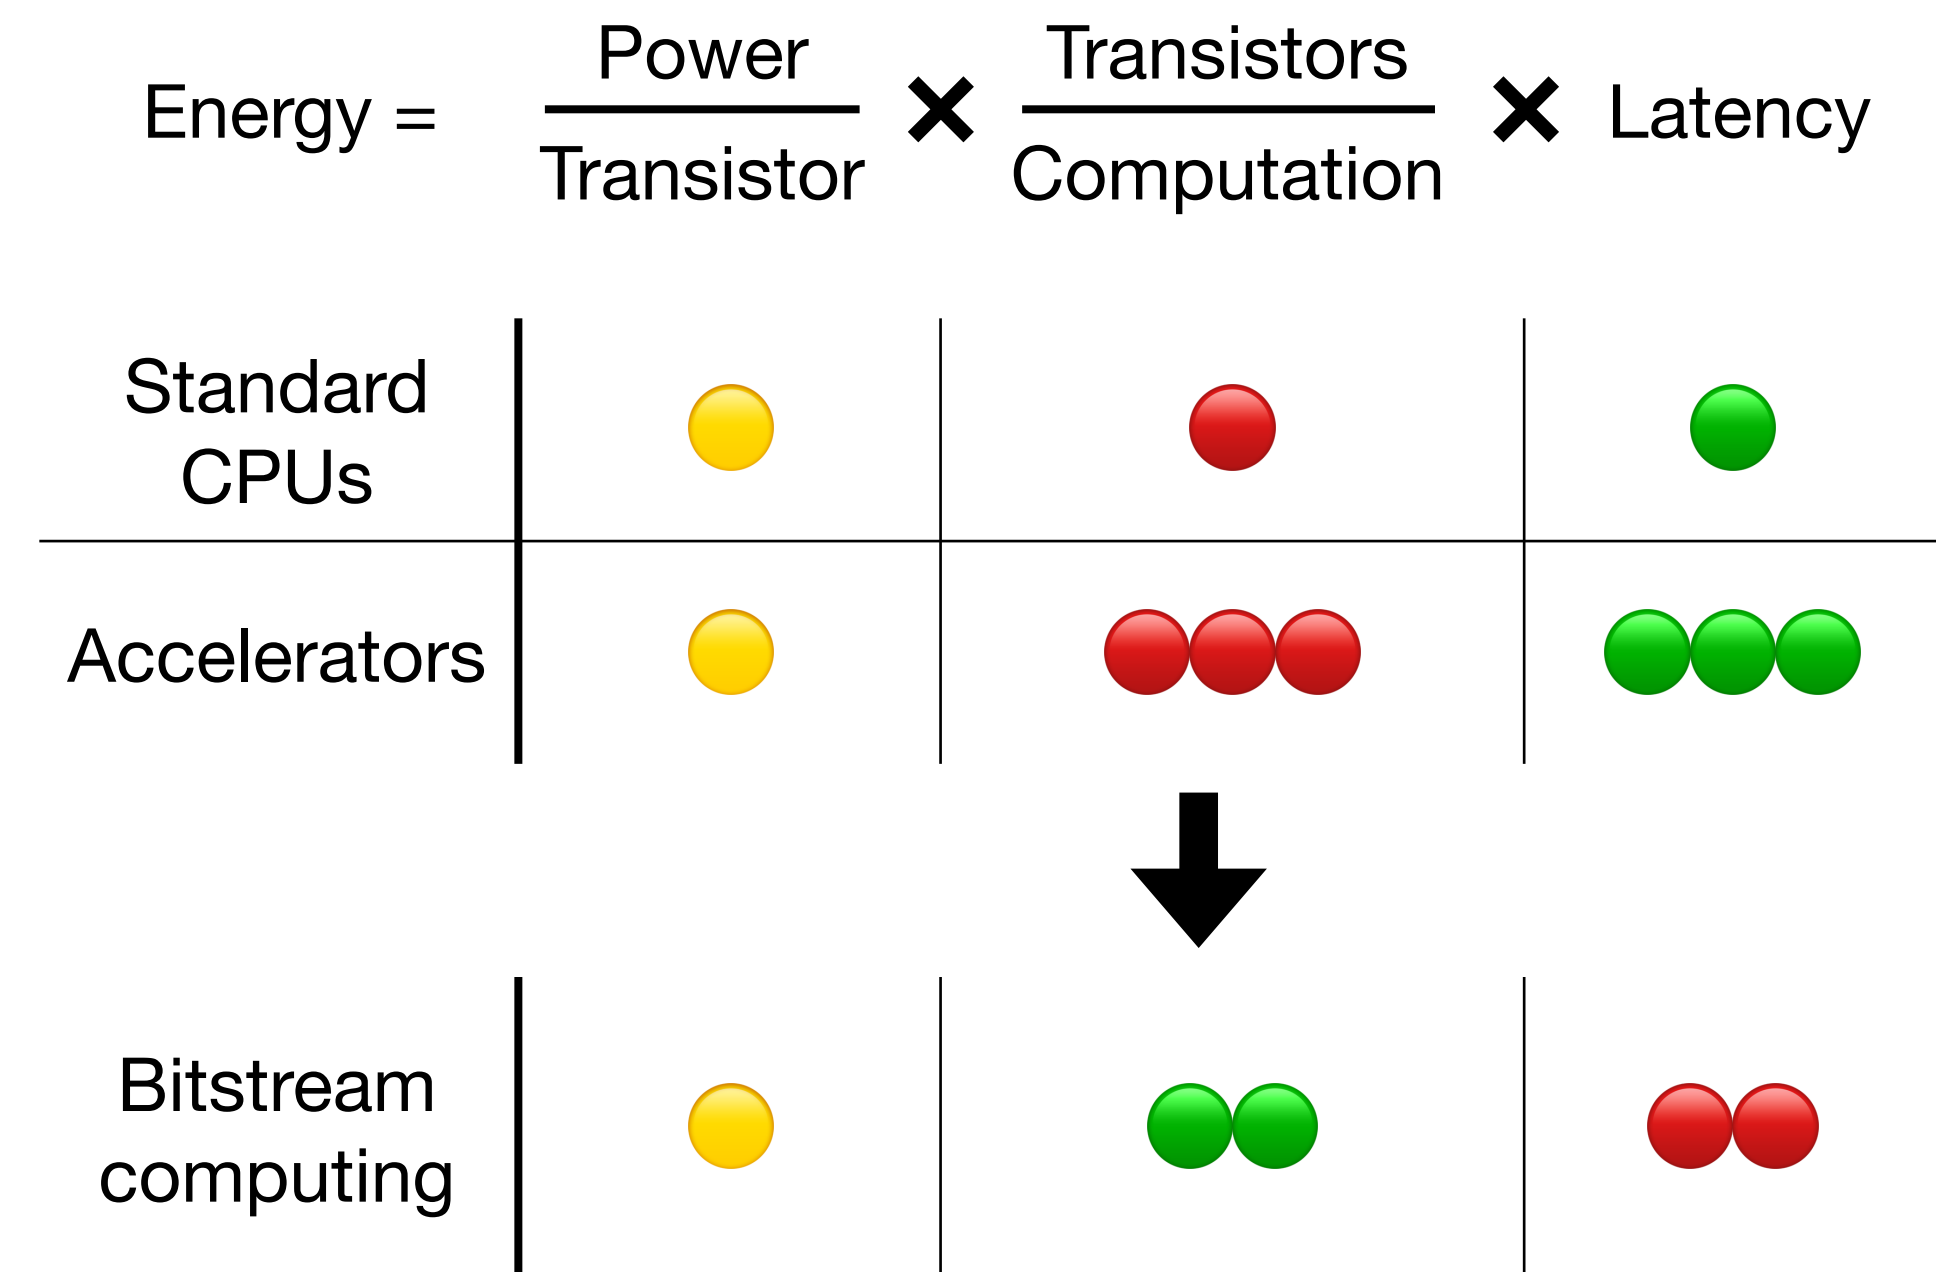 Energy = Power / Transistor × Transistors / Computation × Latency
Standard
CPUs
Accelerators
Bitstream
computing